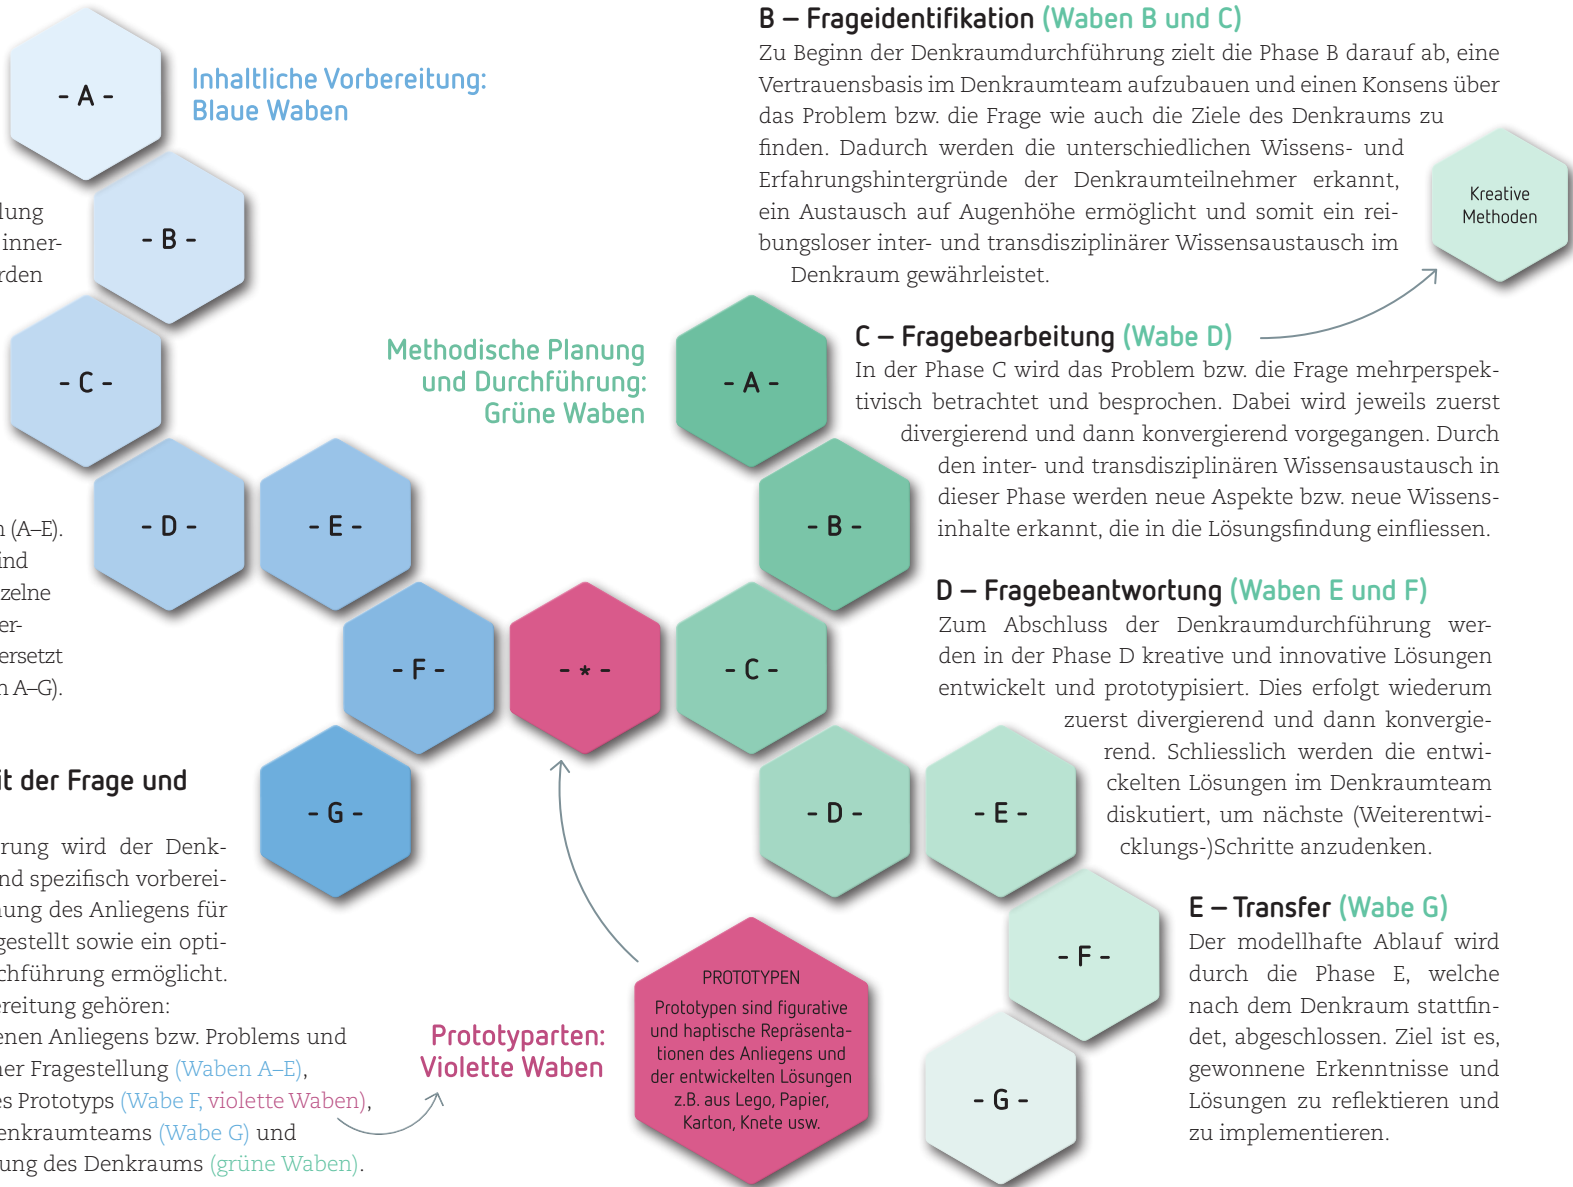 - A -
Inhaltliche Vorbereitung:
Blaue Waben
- B -
- C -
- D -
- E -
- F -
- G -
lung
inner-
rden
(A–E).
ind
zelne
er-
ersetzt
A–G).
it der Frage und
rung wird der Denk-
nd spezifisch vorberei-
nung des Anliegens für
gestellt sowie ein opti-
chführung ermöglicht.
ereitung gehören:
enen Anliegens bzw. Problems und
ner Fragestellung (Waben A–E),
es Prototyps (Wabe F, violette Waben),
enkraumteams (Wabe G) und
ung des Denkraums (grüne Waben).
Prototyparten:
Violette Waben
- * -
PROTOTYPEN
Prototypen sind figurative
und haptische Repräsenta-
tionen des Anliegens und
der entwickelten Lösungen
z.B. aus Lego, Papier,
Karton, Knete usw.
Methodische Planung
und Durchführung:
Grüne Waben
- A -
- B -
- C -
- D -
- E -
- F -
- G -
B – Frageidentifikation (Waben B und C)
Zu Beginn der Denkraumdurchführung zielt die Phase B darauf ab, eine
Vertrauensbasis im Denkraumteam aufzubauen und einen Konsens über
das Problem bzw. die Frage wie auch die Ziele des Denkraums zu
finden. Dadurch werden die unterschiedlichen Wissens- und
Erfahrungshintergründe der Denkraumteilnehmer erkannt,
ein Austausch auf Augenhöhe ermöglicht und somit ein rei-
bungsloser inter- und transdisziplinärer Wissensaustausch im
Denkraum gewährleistet.
Kreative
Methoden
C – Fragebearbeitung (Wabe D)
In der Phase C wird das Problem bzw. die Frage mehrperspek-
tivisch betrachtet und besprochen. Dabei wird jeweils zuerst
divergierend und dann konvergierend vorgegangen. Durch
den inter- und transdisziplinären Wissensaustausch in
dieser Phase werden neue Aspekte bzw. neue Wissens-
inhalte erkannt, die in die Lösungsfindung einfliessen.
D – Fragebeantwortung (Waben E und F)
Zum Abschluss der Denkraumdurchführung wer-
den in der Phase D kreative und innovative Lösungen
entwickelt und prototypisiert. Dies erfolgt wiederum
zuerst divergierend und dann konvergie-
rend. Schliesslich werden die entwi-
ckelten Lösungen im Denkraumteam
diskutiert, um nächste (Weiterentwi-
cklungs-)Schritte anzudenken.
E – Transfer (Wabe G)
Der modellhafte Ablauf wird
durch die Phase E, welche
nach dem Denkraum stattfin-
det, abgeschlossen. Ziel ist es,
gewonnene Erkenntnisse und
Lösungen zu reflektieren und
zu implementieren.